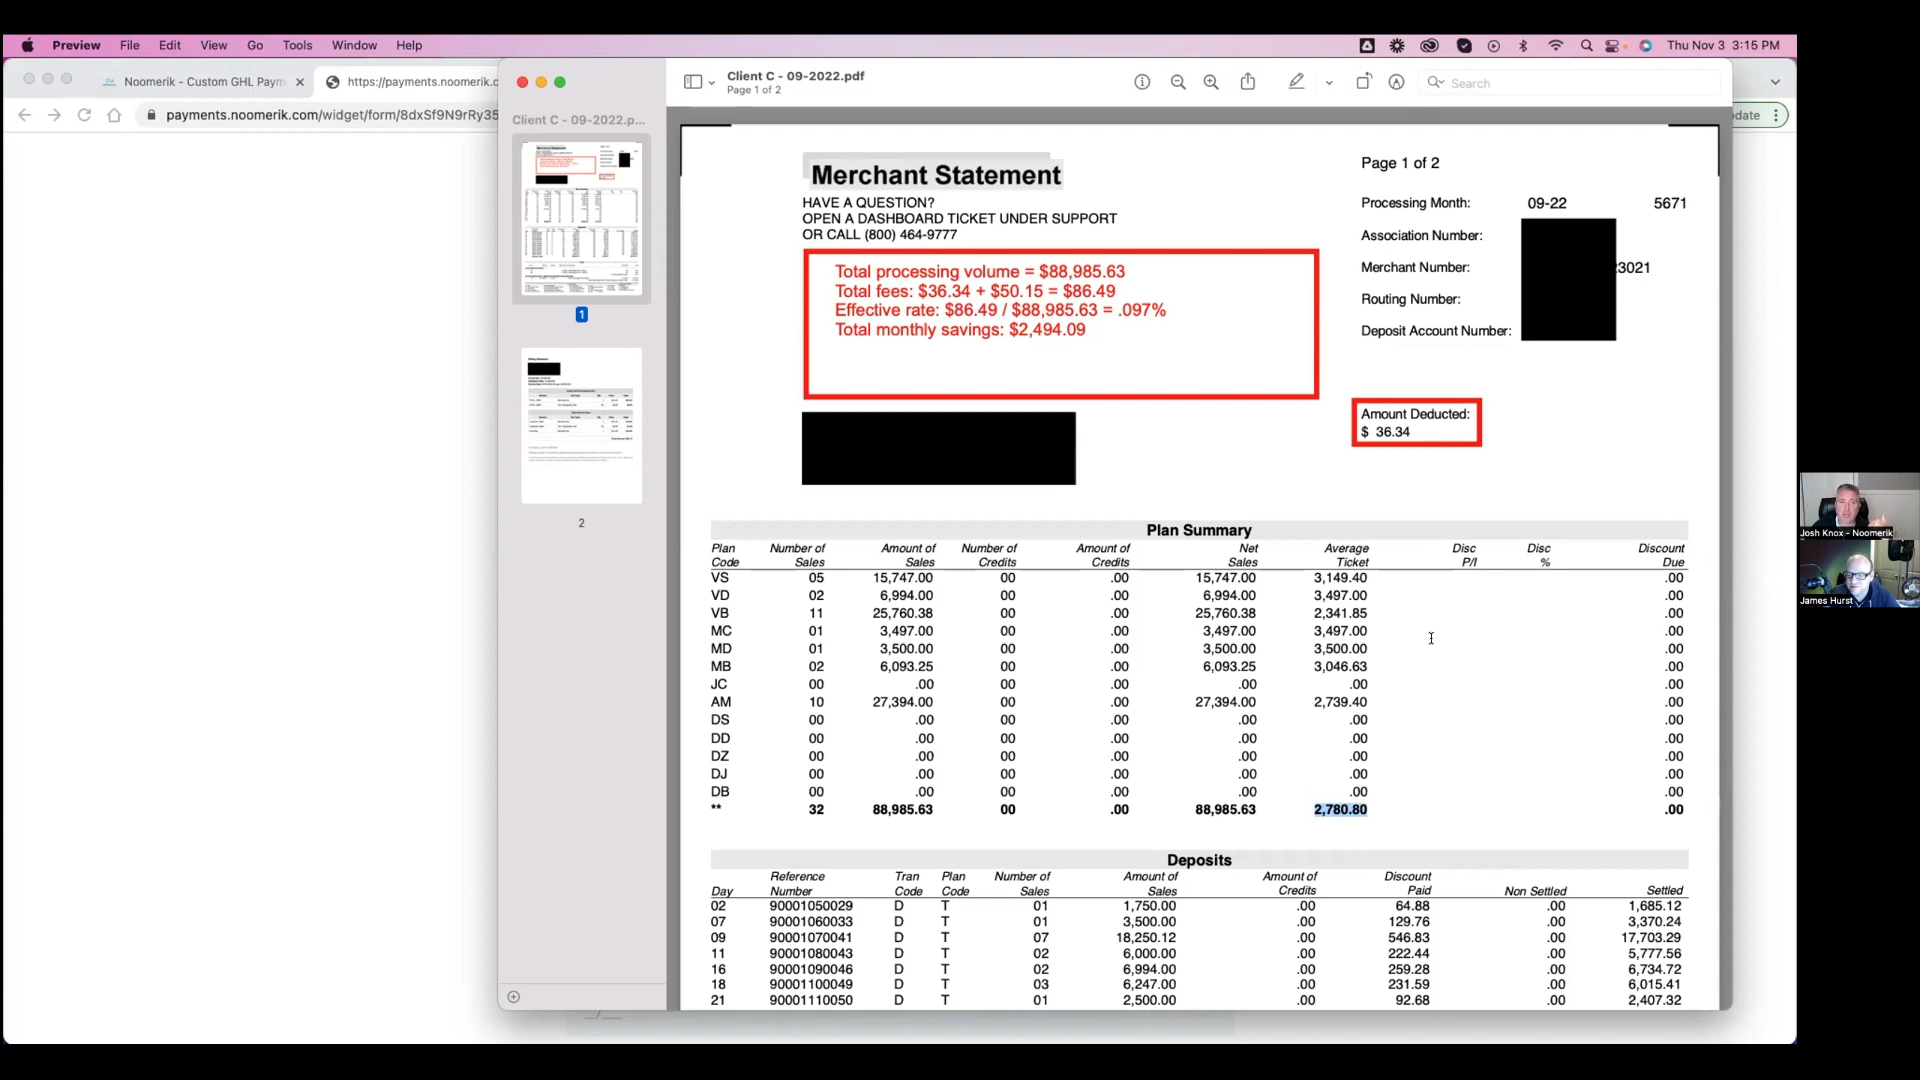 Preview File Edit View Go Tools Window Help
Thu Nov 3 3:15 PM
Noomerik - Custom GHL Paym
https://payments.noomerik.c
payments.noomerik.com/widget/form/8dxSf9N9rRy35
Client C - 09-2022.p...
1
2
Client C - 09-2022.pdf
Page 1 of 2
Search
date
Merchant Statement
HAVE A QUESTION?
OPEN A DASHBOARD TICKET UNDER SUPPORT
OR CALL (800) 464-9777
Total processing volume = $88,985.63
Total fees: $36.34 + $50.15 = $86.49
Effective rate: $86.49 / $88,985.63 = .097%
Total monthly savings: $2,494.09
Page 1 of 2
Processing Month: 09-22 5671
Association Number:
Merchant Number: 3021
Routing Number:
Deposit Account Number:
Amount Deducted:
$ 36.34
Plan Summary
Plan Number of Amount of Number of Amount of Net Average Disc Disc Discount
Code Sales Sales Credits Credits Sales Ticket P/I % Due
VS 05 15,747.00 00 .00 15,747.00 3,149.40 .00
VD 02 6,994.00 00 .00 6,994.00 3,497.00 .00
VB 11 25,760.38 00 .00 25,760.38 2,341.85 .00
MC 01 3,497.00 00 .00 3,497.00 3,497.00 .00
MD 01 3,500.00 00 .00 3,500.00 3,500.00 .00
MB 02 6,093.25 00 .00 6,093.25 3,046.63 .00
JC 00 .00 00 .00 .00 .00 .00
AM 10 27,394.00 00 .00 27,394.00 2,739.40 .00
DS 00 .00 00 .00 .00 .00 .00
DD 00 .00 00 .00 .00 .00 .00
DZ 00 .00 00 .00 .00 .00 .00
DJ 00 .00 00 .00 .00 .00 .00
DB 00 .00 00 .00 .00 .00 .00
** 32 88,985.63 00 .00 88,985.63 2,780.80 .00
Deposits
Reference Tran Plan Number of Amount of Amount of Discount
Day Number Code Code Sales Sales Credits Paid Non Settled Settled
02 90001050029 D T 01 1,750.00 .00 64.88 .00 1,685.12
07 90001060033 D T 01 3,500.00 .00 129.76 .00 3,370.24
09 90001070041 D T 07 18,250.12 .00 546.83 .00 17,703.29
11 90001080043 D T 02 6,000.00 .00 222.44 .00 5,777.56
16 90001090046 D T 02 6,994.00 .00 259.28 .00 6,734.72
18 90001100049 D T 03 6,247.00 .00 231.59 .00 6,015.41
21 90001110050 D T 01 2,500.00 .00 92.68 .00 2,407.32
Josh Knox - Noomerik
James Hurst